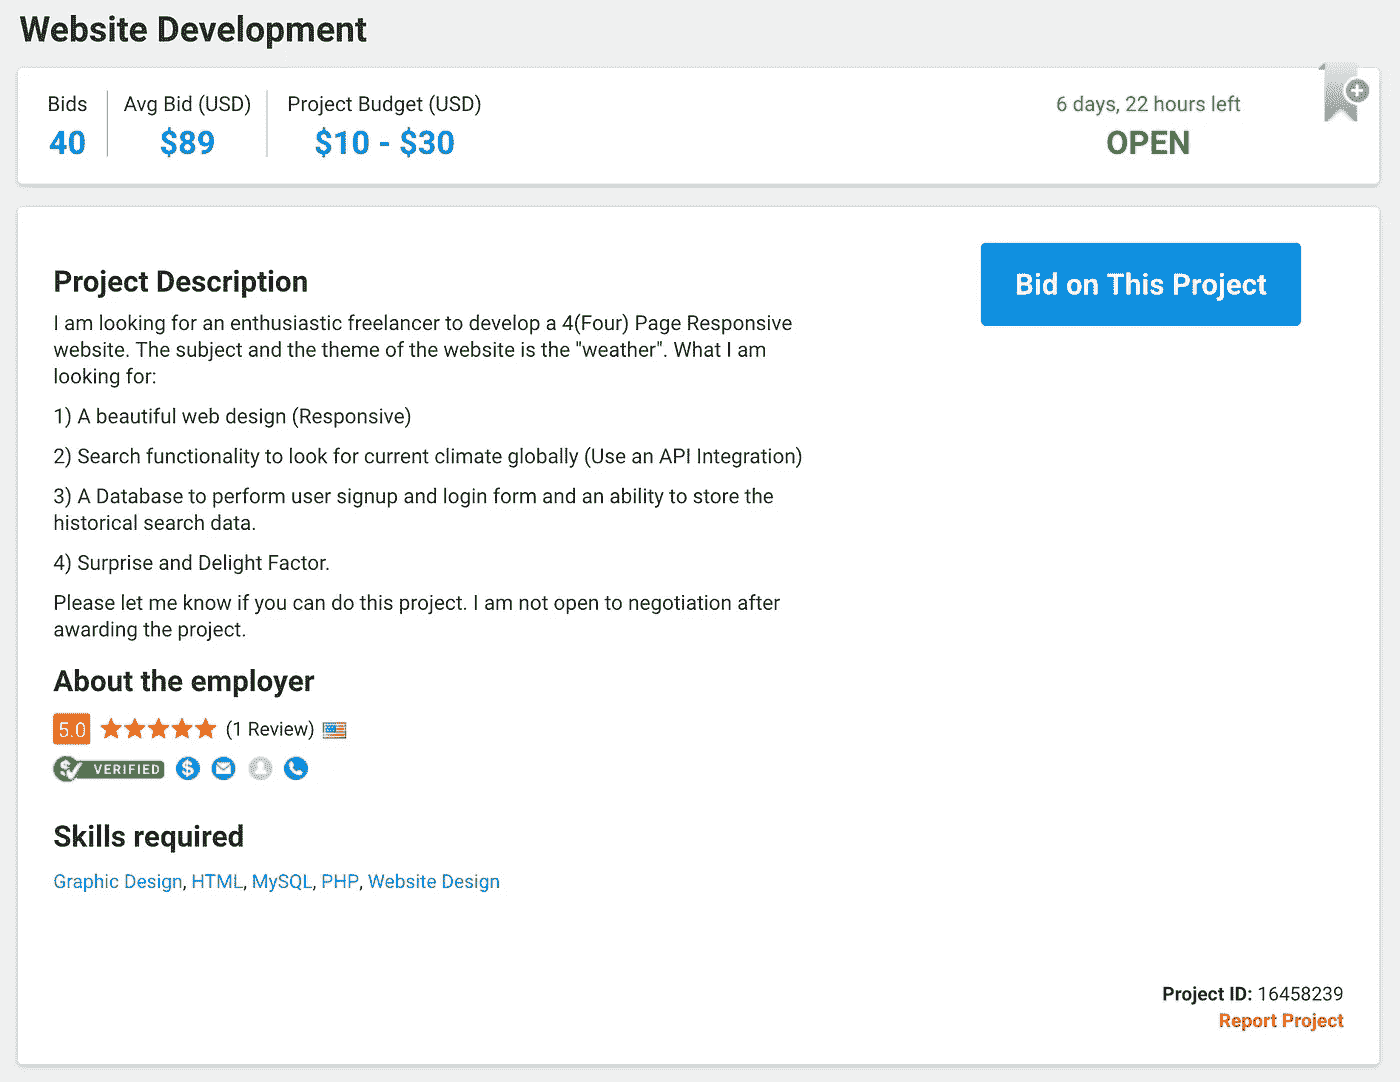 Website Development
Bids
40
Avg Bid (USD)
$89
Project Budget (USD)
$10 - $30
6 days, 22 hours left
OPEN
Project Description
Bid on This Project
I am looking for an enthusiastic freelancer to develop a 4(Four) Page Responsive
website. The subject and the theme of the website is the "weather". What I am
looking for:
1) A beautiful web design (Responsive)
2) Search functionality to look for current climate globally (Use an API Integration)
3) A Database to perform user signup and login form and an ability to store the
historical search data.
4) Surprise and Delight Factor.
Please let me know if you can do this project. I am not open to negotiation after
awarding the project.
About the employer
5.0 (1 Review)
VERIFIED
Skills required
Graphic Design, HTML, MySQL, PHP, Website Design
Project ID: 16458239
Report Project